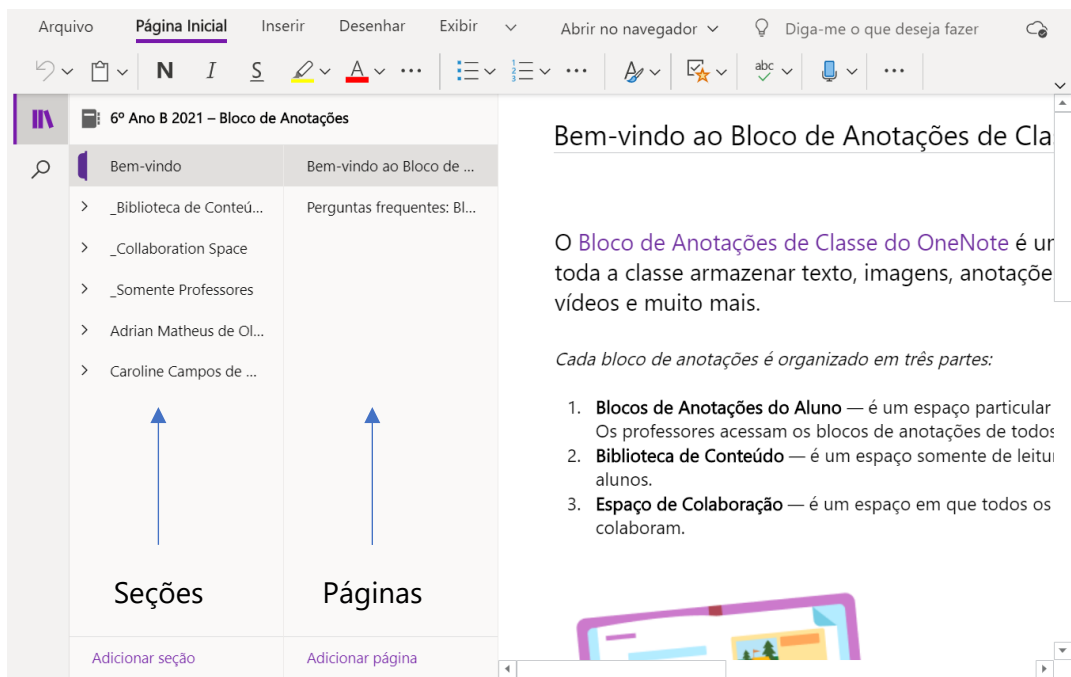 Arquivo Página Inicial Inserir Desenhar Exibir Abrir no navegador Diga-me o que deseja fazer
N I S A abc
6º Ano B 2021 – Bloco de Anotações
Bem-vindo
_Biblioteca de Conteú...
_Collaboration Space
_Somente Professores
Adrian Matheus de Ol...
Caroline Campos de ...
Seções
Adicionar seção
Bem-vindo ao Bloco de ...
Perguntas frequentes: Bl...
Páginas
Adicionar página
Bem-vindo ao Bloco de Anotações de Cla
O Bloco de Anotações de Classe do OneNote é
toda a classe armazenar texto, imagens, anotaçõe
vídeos e muito mais.
Cada bloco de anotações é organizado em três partes:
1. Blocos de Anotações do Aluno — é um espaço particular
Os professores acessam os blocos de anotações de todos
2. Biblioteca de Conteúdo — é um espaço somente de leitu
alunos.
3. Espaço de Colaboração — é um espaço em que todos os
colaboram.